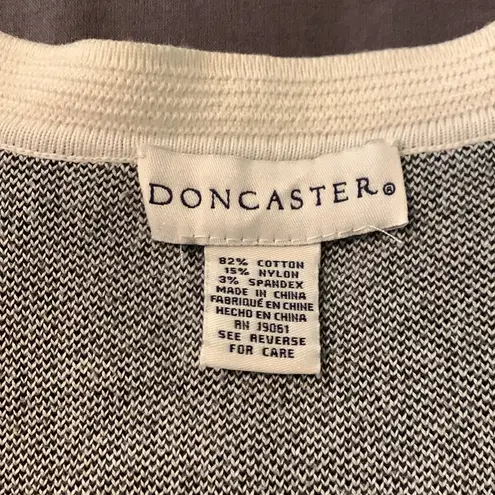 DONCASTER®
82% COTTON
15% NYLON
3% SPANDEX
MADE IN CHINA
FABRIQUÉ EN CHINE
HECHO EN CHINA
RN 19061
SEE REVERSE
FOR CARE